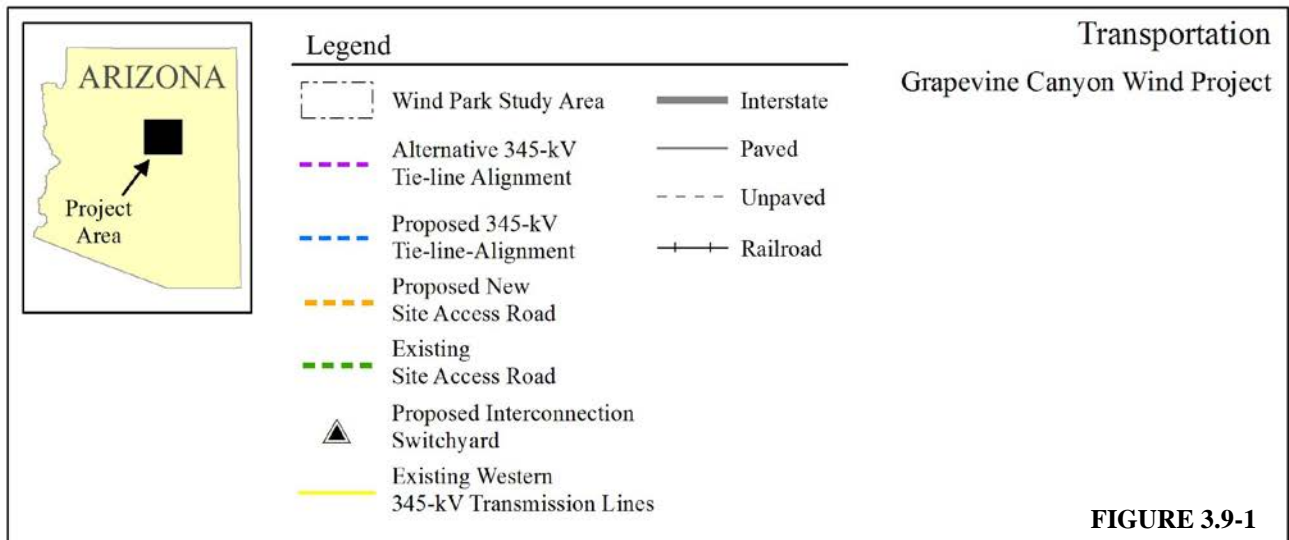 ARIZONA
Project
Area
Legend
Wind Park Study Area
Alternative 345-kV
Tie-line Alignment
Proposed 345-kV
Tie-line-Alignment
Proposed New
Site Access Road
Existing
Site Access Road
Proposed Interconnection
Switchyard
Existing Western
345-kV Transmission Lines
Interstate
Paved
Unpaved
Railroad
Transportation
Grapevine Canyon Wind Project
FIGURE 3.9-1